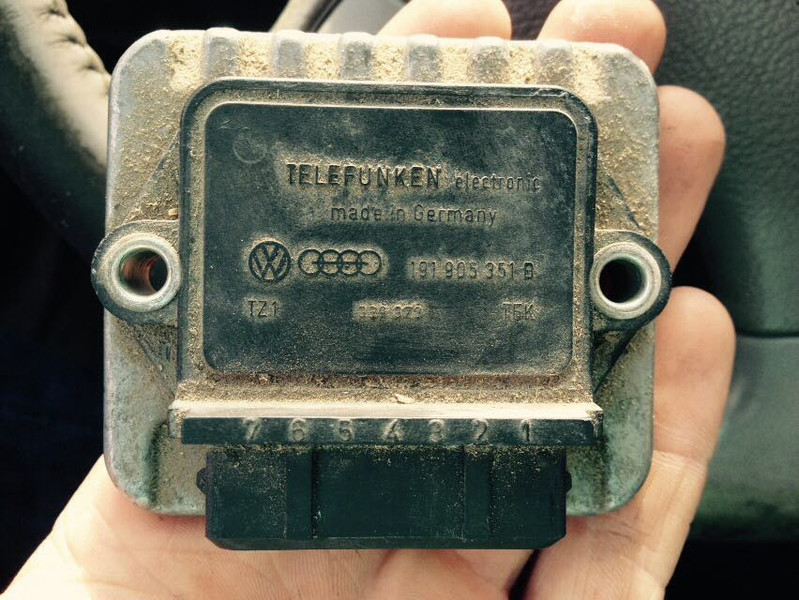 TELEFUNKEN electronic
made in Germany
VW 191 905 351 B
TZ1 TFK
7 6 5 4 3 2 1